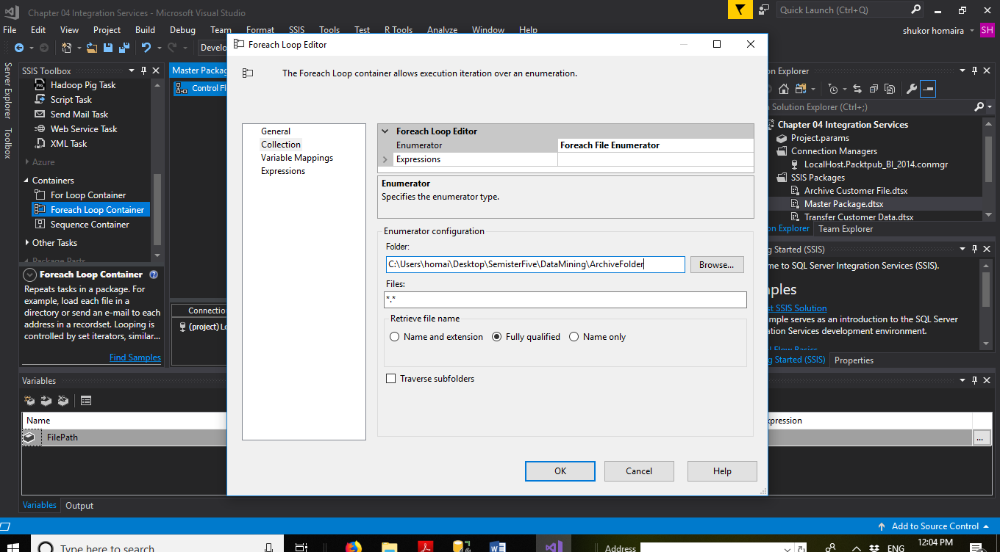 Chapter 04 Integration Services - Microsoft Visual Studio
Quick Launch (Ctrl+Q)
File Edit View Project Build Debug Team Format SSIS Tools Test R Tools Analyze Window Help
shukor homaira SH
Develo
Server Explorer
Toolbox
SSIS Toolbox
Hadoop Pig Task
Script Task
Send Mail Task
Web Service Task
XML Task
Azure
Containers
For Loop Container
Foreach Loop Container
Sequence Container
Other Tasks
Package Parts
Foreach Loop Container
Repeats tasks in a package. For
example, load each file in a
directory or send an e-mail to each
address in a recordset. Looping is
controlled by set iterators, similar...
Find Samples
Master Packag
Control Fl
Connectio
(project) Lo
Foreach Loop Editor
The Foreach Loop container allows execution iteration over an enumeration.
General
Collection
Variable Mappings
Expressions
Foreach Loop Editor
Enumerator Foreach File Enumerator
Expressions
Enumerator
Specifies the enumerator type.
Enumerator configuration
Folder:
C:\Users\homai\Desktop\SemisterFive\DataMining\ArchiveFolder
Browse...
Files:
*.*
Retrieve file name
Name and extension Fully qualified Name only
Traverse subfolders
OK Cancel Help
on Explorer
Solution Explorer (Ctrl+;)
Chapter 04 Integration Services
Project.params
Connection Managers
LocalHost.Packtpub_BI_2014.conmgr
SSIS Packages
Archive Customer File.dtsx
Master Package.dtsx
Transfer Customer Data.dtsx
on Explorer Team Explorer
g Started (SSIS)
me to SQL Server Integration Services (SSIS).
ples
st SSIS Solution
mple serves as an introduction to the SQL Server
ation Services development environment.
l Flow Basics
g Started (SSIS) Properties
Variables
Name
xpression
FilePath
...
Variables Output
Add to Source Control
Type here to search
Address
ENG
12:04 PM